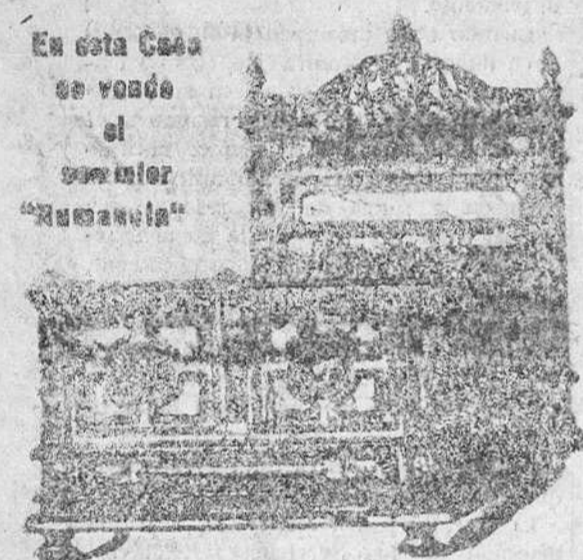 En esta Casa
se vende
el
sommier
"Numancia"